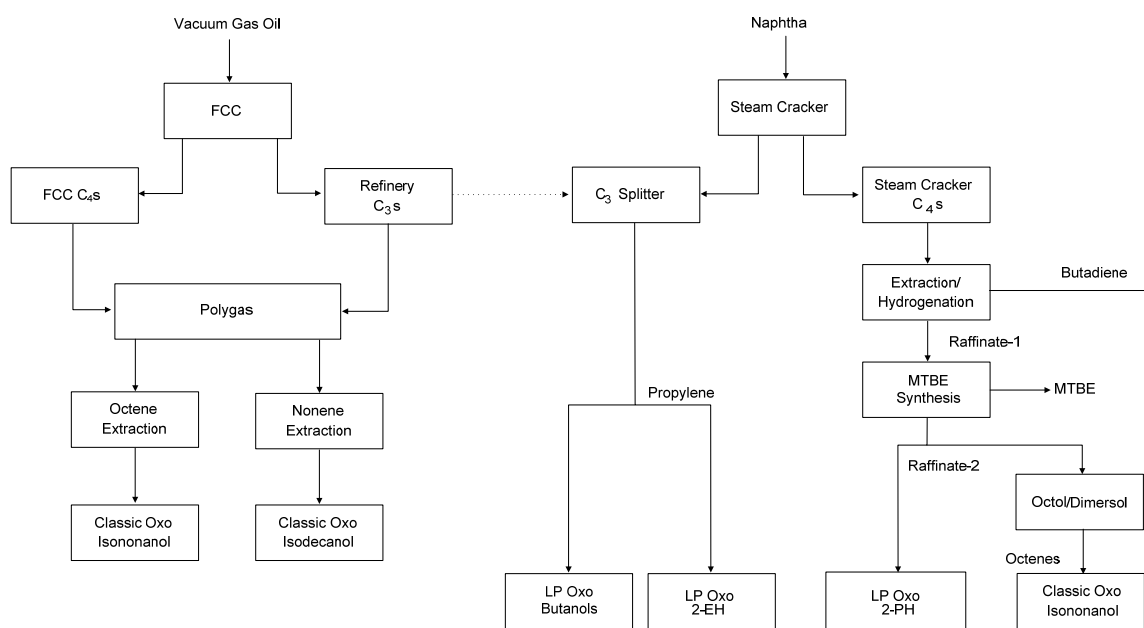 Vacuum Gas Oil
Naphtha
FCC
Steam Cracker
FCC C₄s
Refinery
C₃s
C₃ Splitter
Steam Cracker
C₄s
Extraction/
Hydrogenation
Butadiene
Polygas
Raffinate-1
MTBE
Synthesis
MTBE
Octene
Extraction
Nonene
Extraction
Propylene
Raffinate-2
Octol/Dimersol
Classic Oxo
Isononanol
Classic Oxo
Isodecanol
Octenes
LP Oxo
Butanols
LP Oxo
2-EH
LP Oxo
2-PH
Classic Oxo
Isononanol